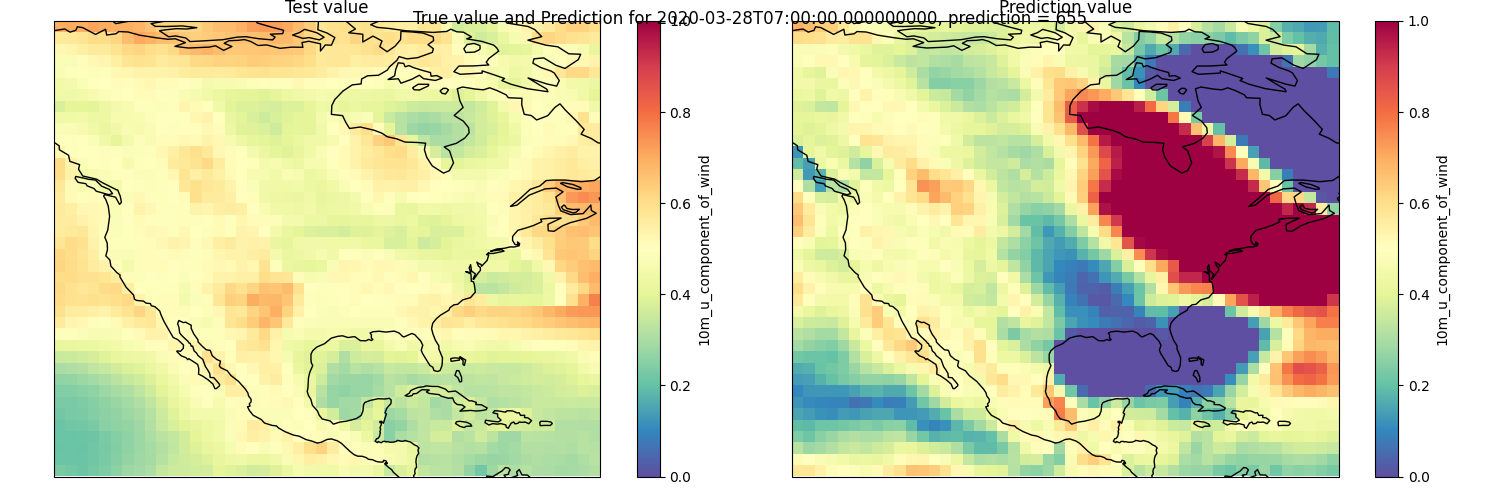 Test value
Prediction value
True value and Prediction for 2020-03-28T07:00:00.000000000, prediction = 655
1.0
0.8
0.6
0.4
0.2
0.0
10m_u_component_of_wind
1.0
0.8
0.6
0.4
0.2
0.0
10m_u_component_of_wind